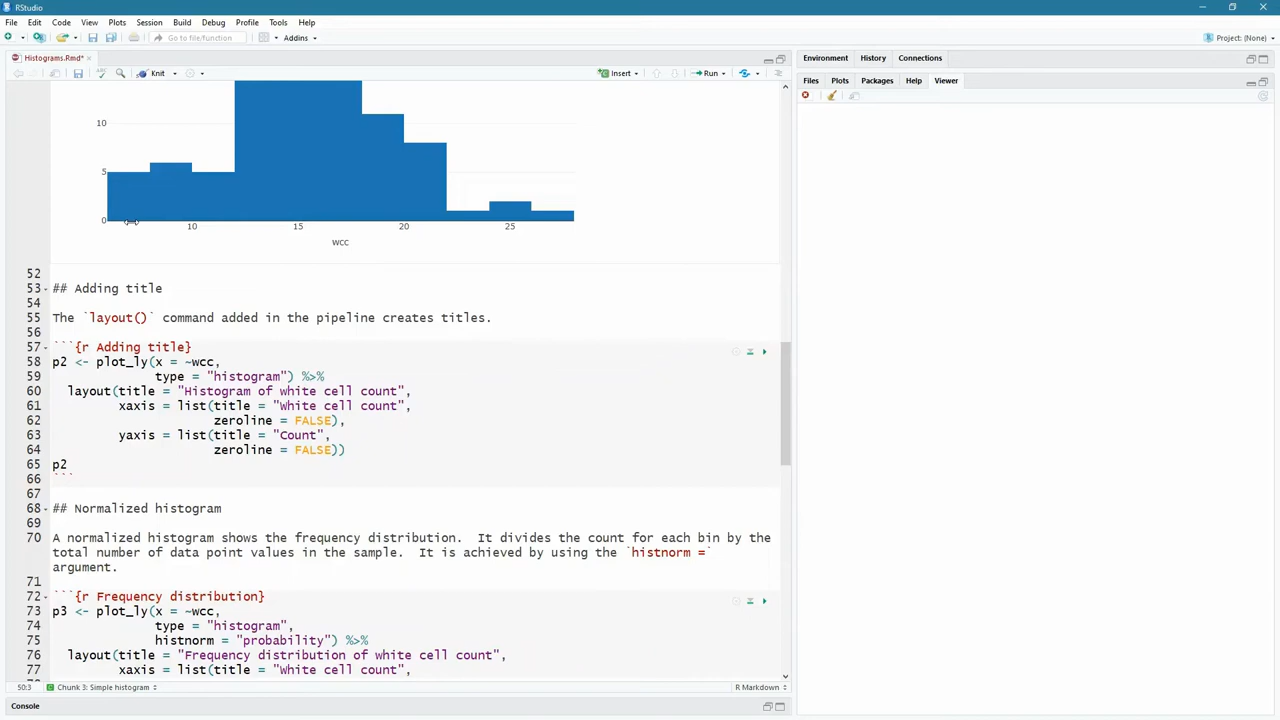 RStudio
File Edit Code View Plots Session Build Debug Profile Tools Help
Go to file/function Addins Project: (None)
Histograms.Rmd* Environment History Connections
Knit Insert Run Files Plots Packages Help Viewer
10
5
0
10 15 20 25
wcc
52
53 ## Adding title
54
55 The `layout()` command added in the pipeline creates titles.
56
57 ```{r Adding title}
58 p2 <- plot_ly(x = ~wcc,
59 type = "histogram") %>%
60 layout(title = "Histogram of white cell count",
61 xaxis = list(title = "White cell count",
62 zeroline = FALSE),
63 yaxis = list(title = "Count",
64 zeroline = FALSE))
65 p2
66 ```
67
68 ## Normalized histogram
69
70 A normalized histogram shows the frequency distribution. It divides the count for each bin by the
total number of data point values in the sample. It is achieved by using the `histnorm =`
argument.
71
72 ```{r Frequency distribution}
73 p3 <- plot_ly(x = ~wcc,
74 type = "histogram",
75 histnorm = "probability") %>%
76 layout(title = "Frequency distribution of white cell count",
77 xaxis = list(title = "White cell count",
50:3 Chunk 3: Simple histogram R Markdown
Console